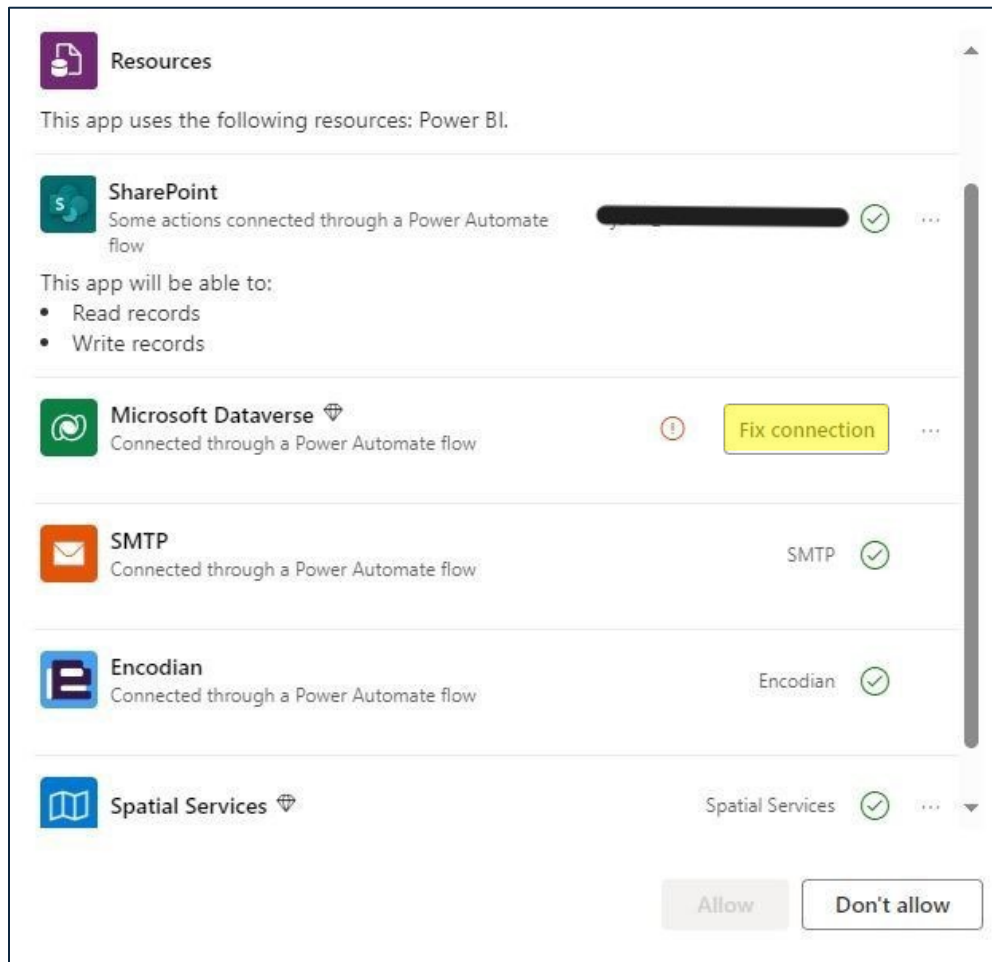 Resources
This app uses the following resources: Power BI.
SharePoint
Some actions connected through a Power Automate
flow
This app will be able to:
• Read records
• Write records
Microsoft Dataverse
Connected through a Power Automate flow
Fix connection
SMTP
Connected through a Power Automate flow
SMTP
Encodian
Connected through a Power Automate flow
Encodian
Spatial Services
Spatial Services
Allow
Don't allow